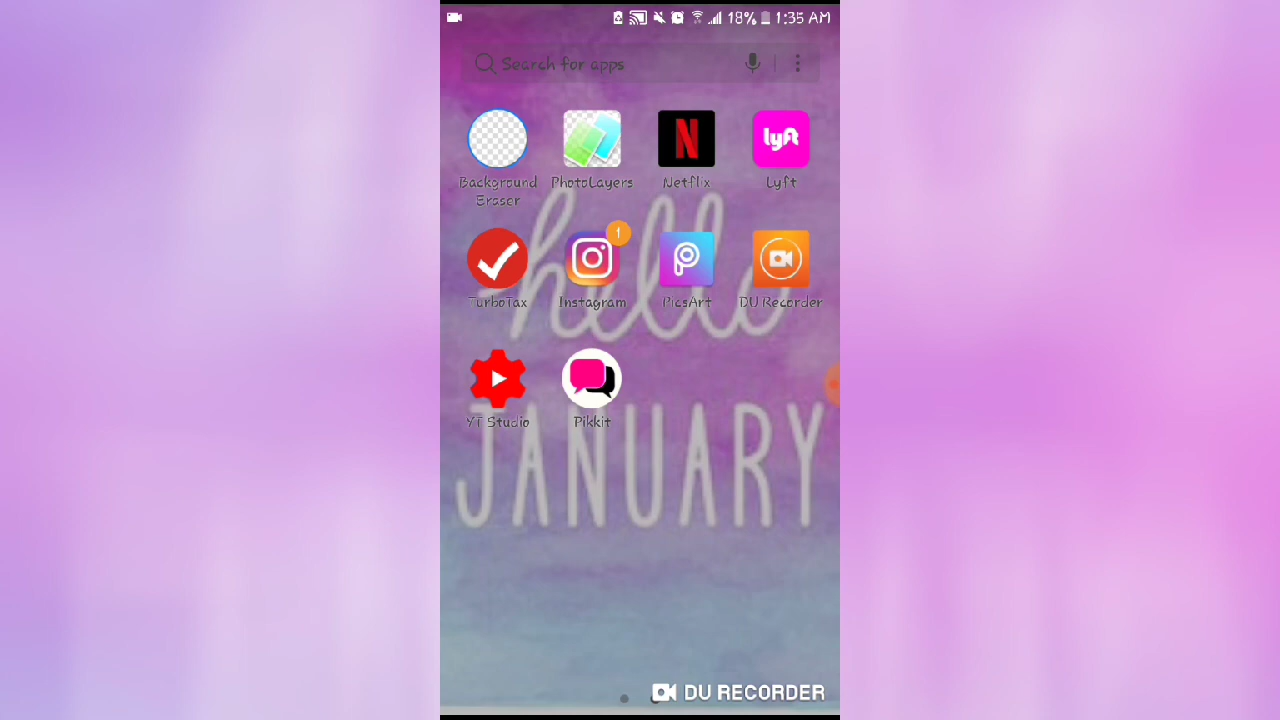 18% 1:35 AM
Search for apps
N
lyft
Background Eraser
PhotoLayers
Netflix
Lyft
hello
1
TurboTax
Instagram
PicsArt
DU Recorder
YT Studio
Pikkit
JANUARY
DU RECORDER